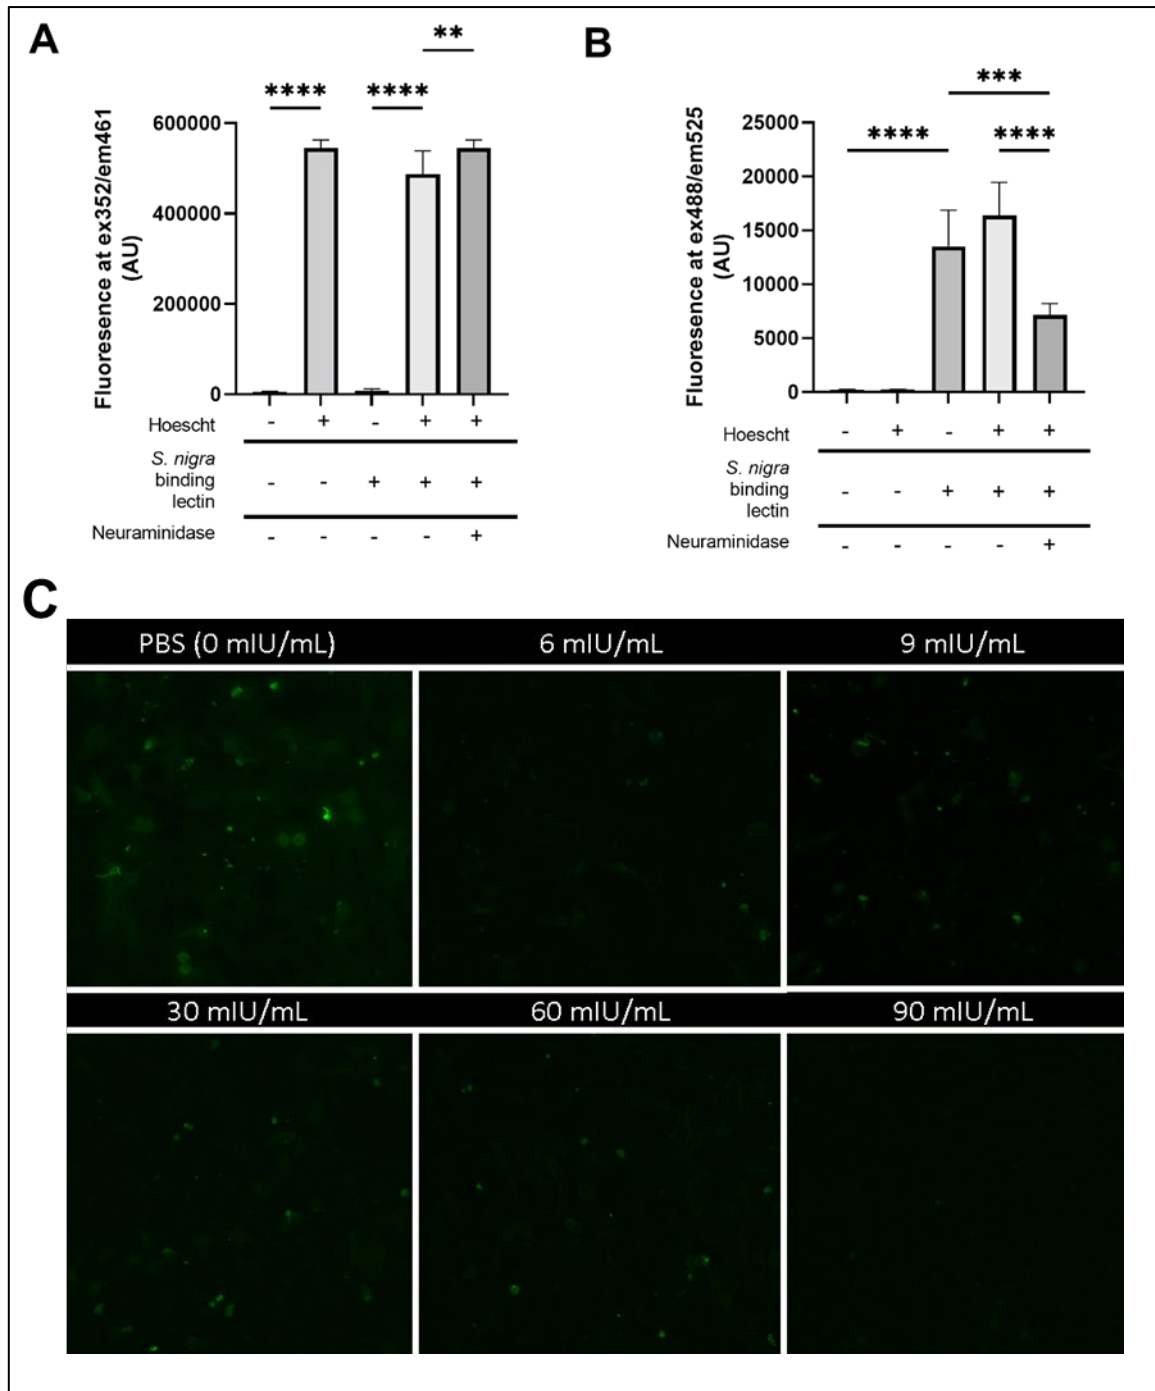 A
**
****
****
Fluoresence at ex352/em461
(AU)
600000
400000
200000
0
Hoescht - + - + +
S. nigra
binding
lectin
- - + + +
Neuraminidase - - - - +
B
***
****
****
Fluoresence at ex488/em525
(AU)
25000
20000
15000
10000
5000
0
Hoescht - + - + +
S. nigra
binding
lectin
- - + + +
Neuraminidase - - - - +
C
PBS (0 mIU/mL) 6 mIU/mL 9 mIU/mL
30 mIU/mL 60 mIU/mL 90 mIU/mL